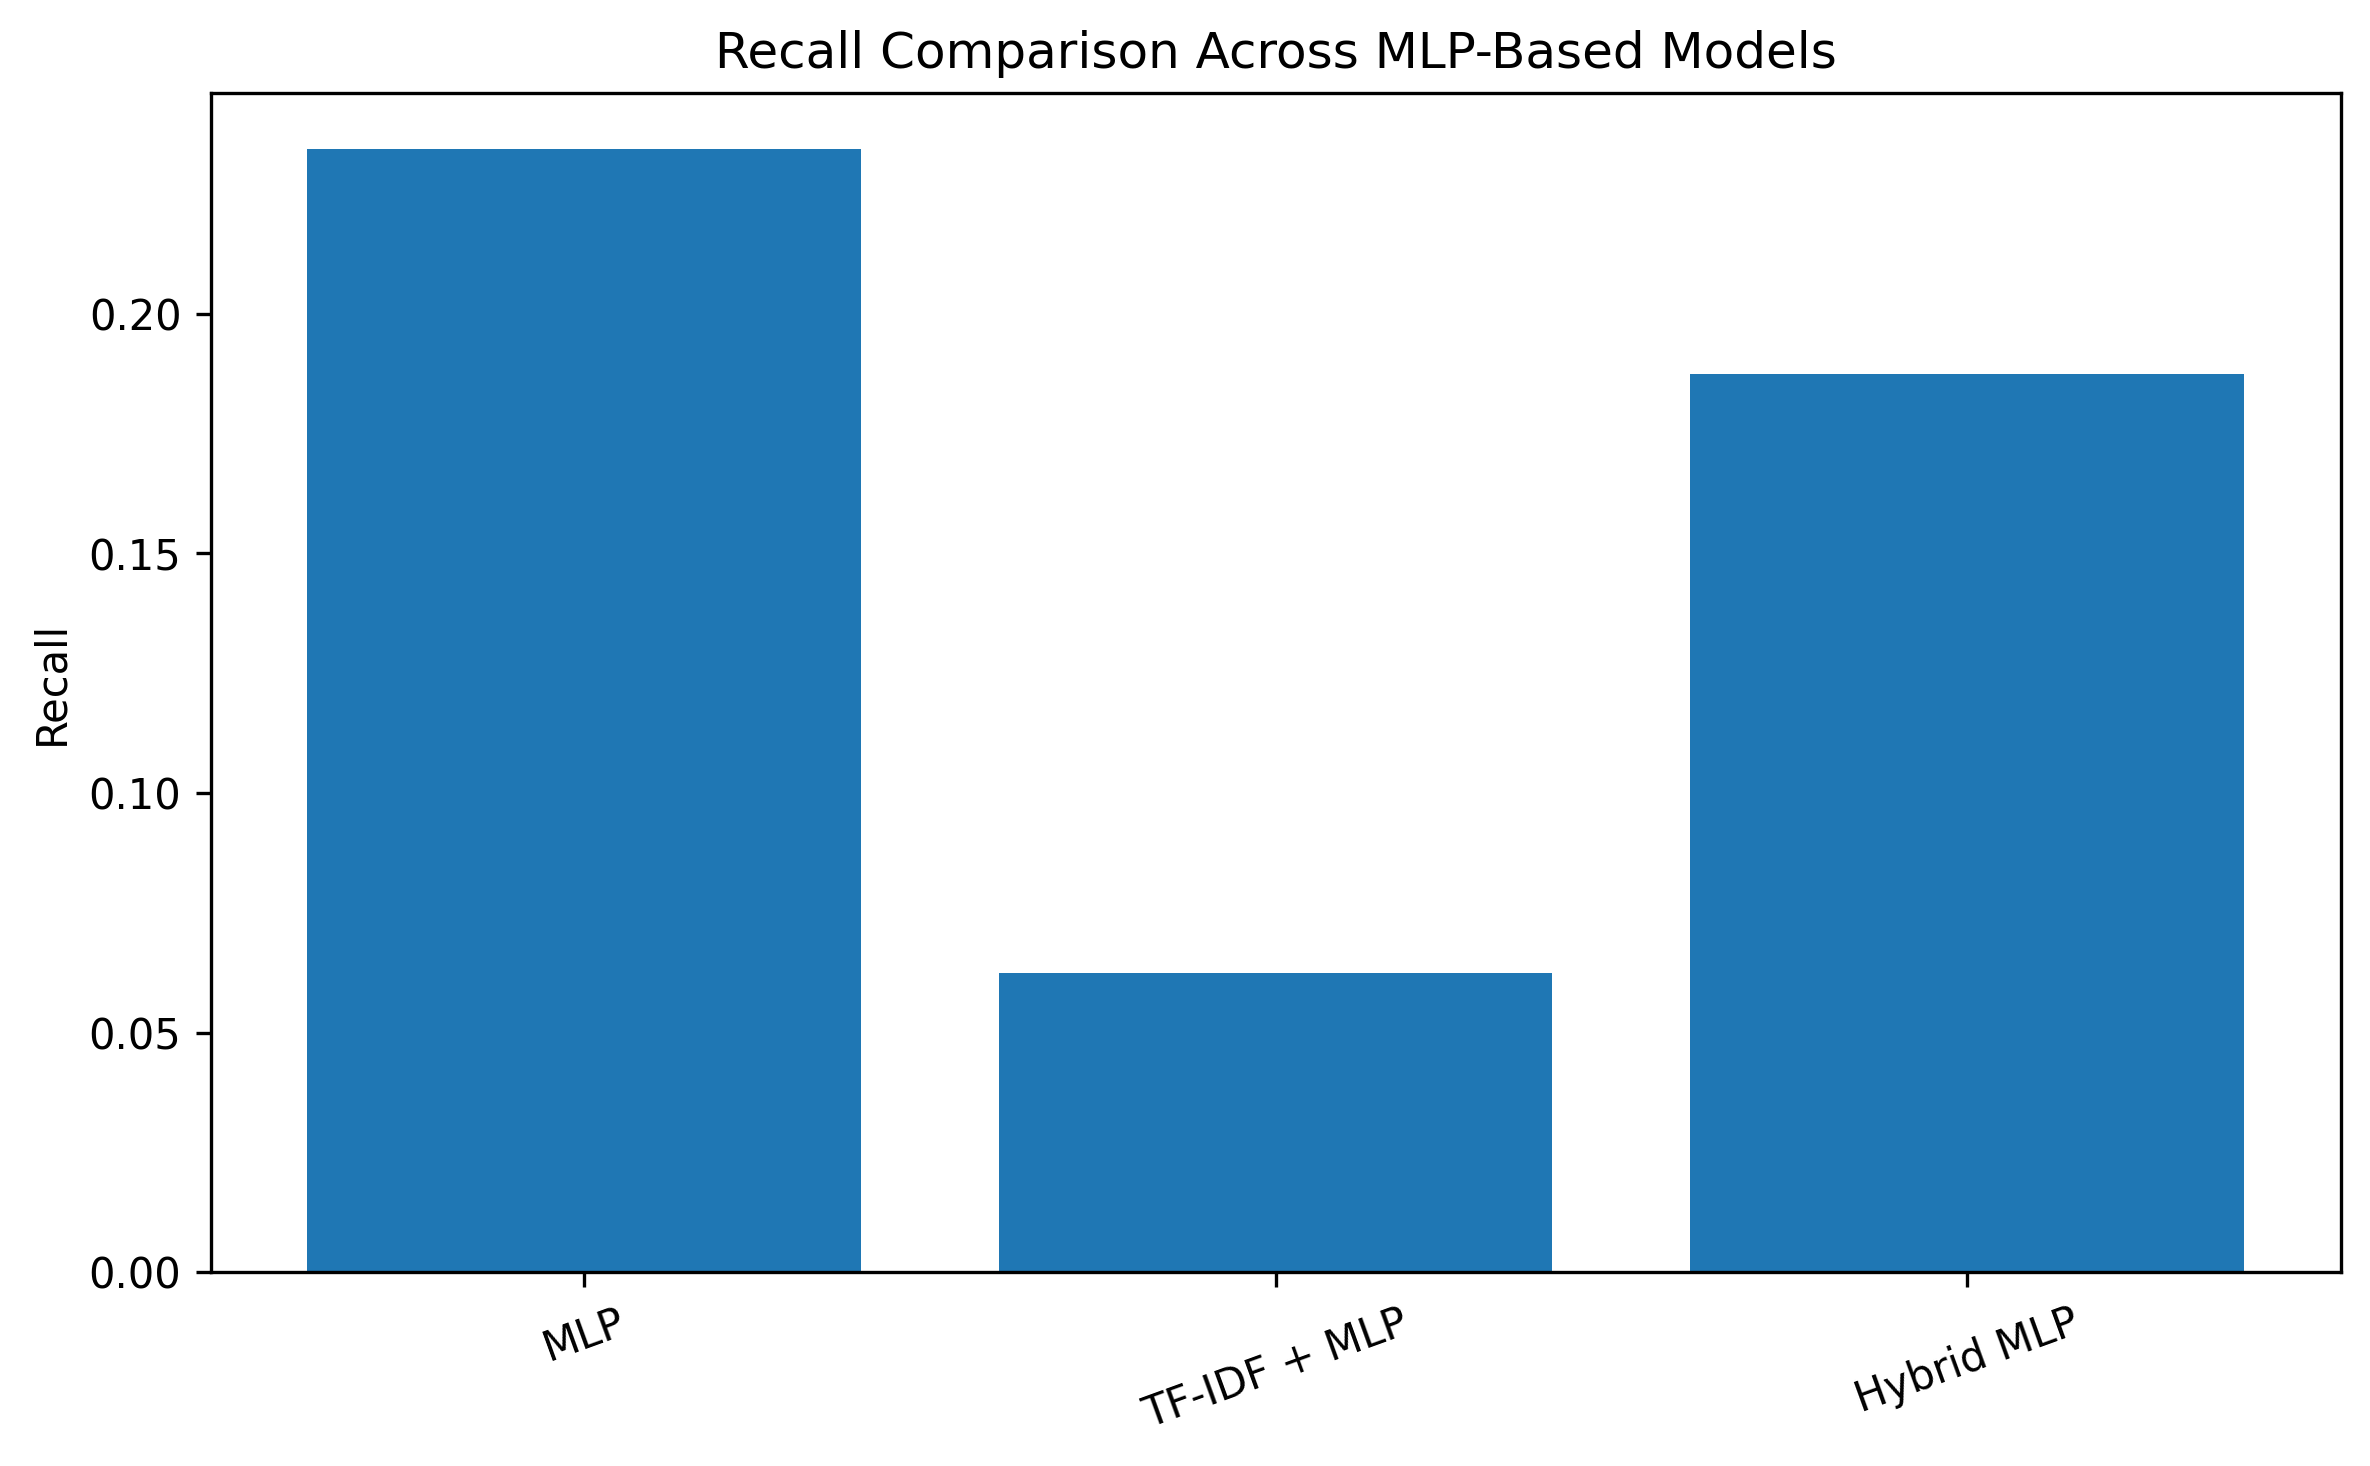 Recall Comparison Across MLP-Based Models
Recall
0.20
0.15
0.10
0.05
0.00
MLP
TF-IDF + MLP
Hybrid MLP